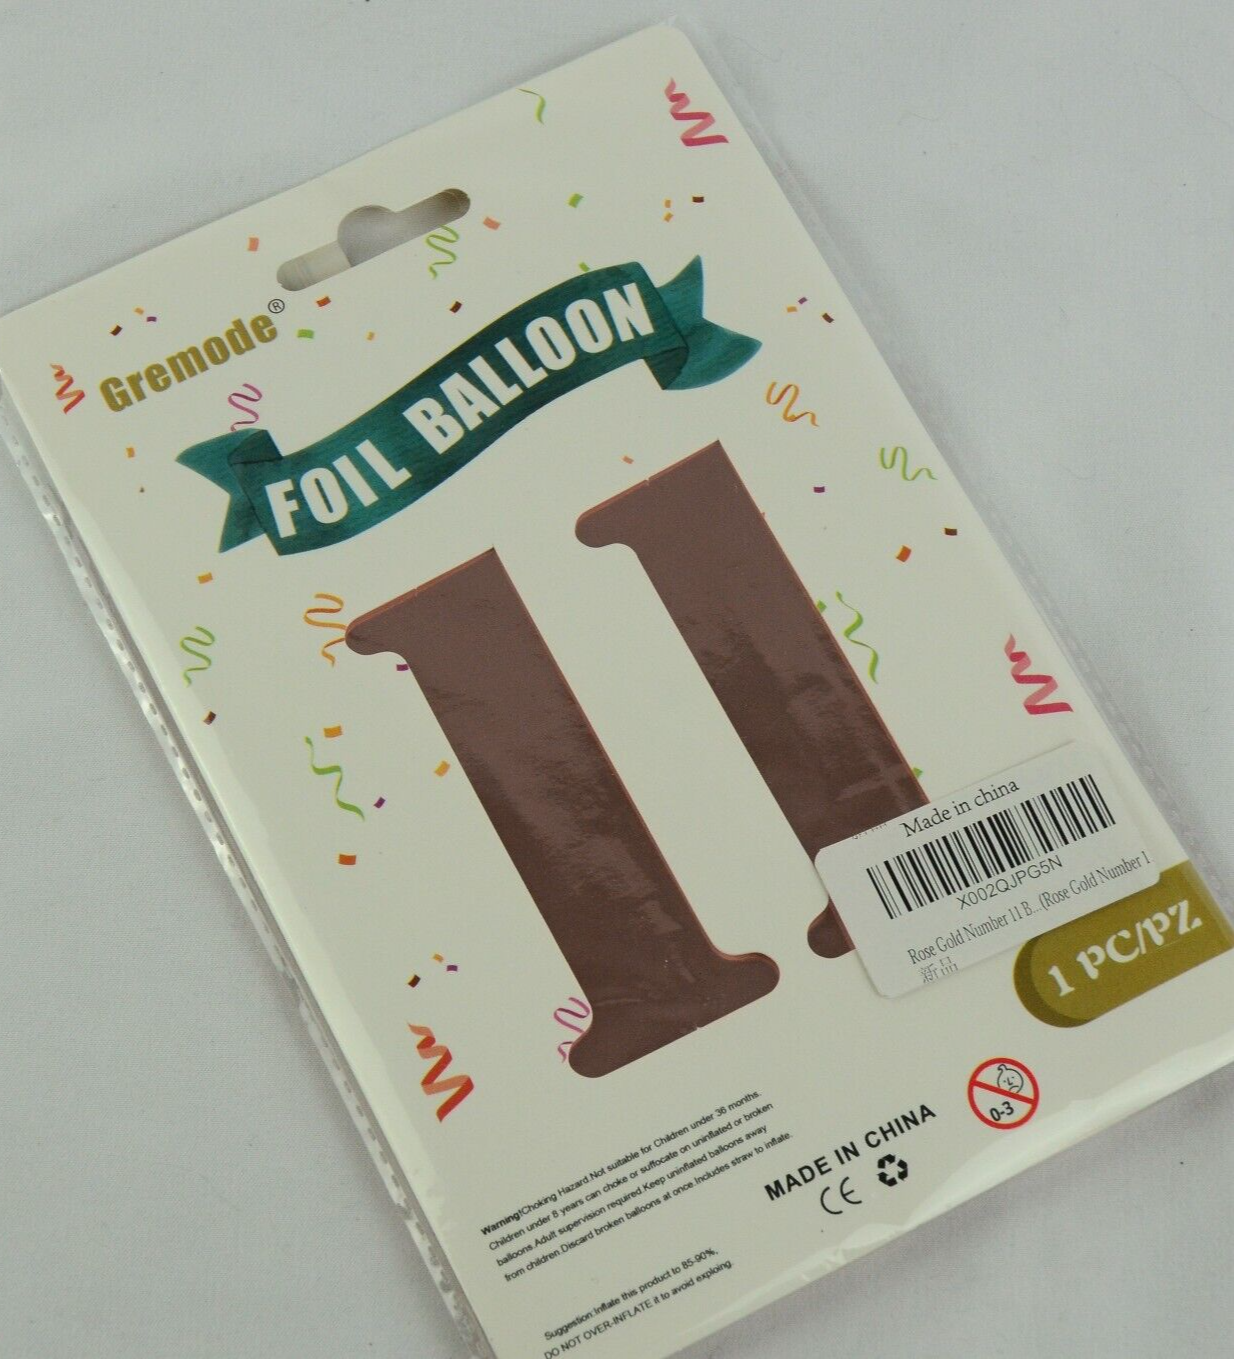 Gremode®
FOIL BALLOON
11
Made in china
X002QJPG5N
Rose Gold Number 11 B...(Rose Gold Number 1
新品
1 PC/PZ
0-3
MADE IN CHINA
CE
Warning!Choking Hazard.Not suitable for Children under 36 months.
Children under 8 years can choke or suffocate on uninflated or broken
balloons.Adult supervision required.Keep uninflated balloons away
from children.Discard broken balloons at once.Includes straw to inflate.
Suggestion:Inflate this product to 85-90%,
DO NOT OVER-INFLATE it to avoid exploing.